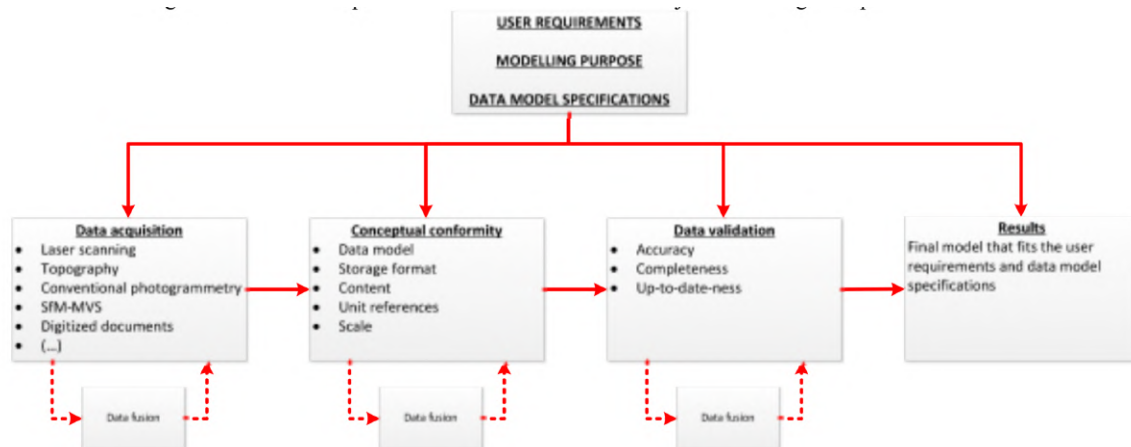 USER REQUIREMENTS
MODELLING PURPOSE
DATA MODEL SPECIFICATIONS
Data acquisition
• Laser scanning
• Topography
• Conventional photogrammetry
• SfM-MVS
• Digitized documents
• (...)
Conceptual conformity
• Data model
• Storage format
• Content
• Unit references
• Scale
Data validation
• Accuracy
• Completeness
• Up-to-date-ness
Results
Final model that fits the user
requirements and data model
specifications
Data fusion
Data fusion
Data fusion